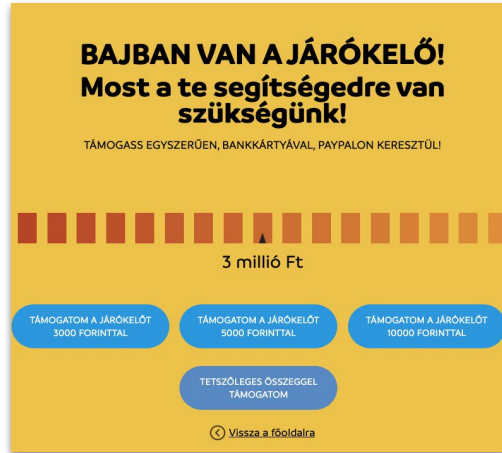 BAJBAN VAN A JÁRÓKELŐ!
Most a te segítségedre van
szükségünk!
TÁMOGASS EGYSZERŰEN, BANKKÁRTYÁVAL, PAYPALON KERESZTÜL!
3 millió Ft
TÁMOGATOM A JÁRÓKELŐT
3000 FORINTTAL
TÁMOGATOM A JÁRÓKELŐT
5000 FORINTTAL
TÁMOGATOM A JÁRÓKELŐT
10000 FORINTTAL
TETSZŐLEGES ÖSSZEGGEL
TÁMOGATOM
Vissza a főoldalra